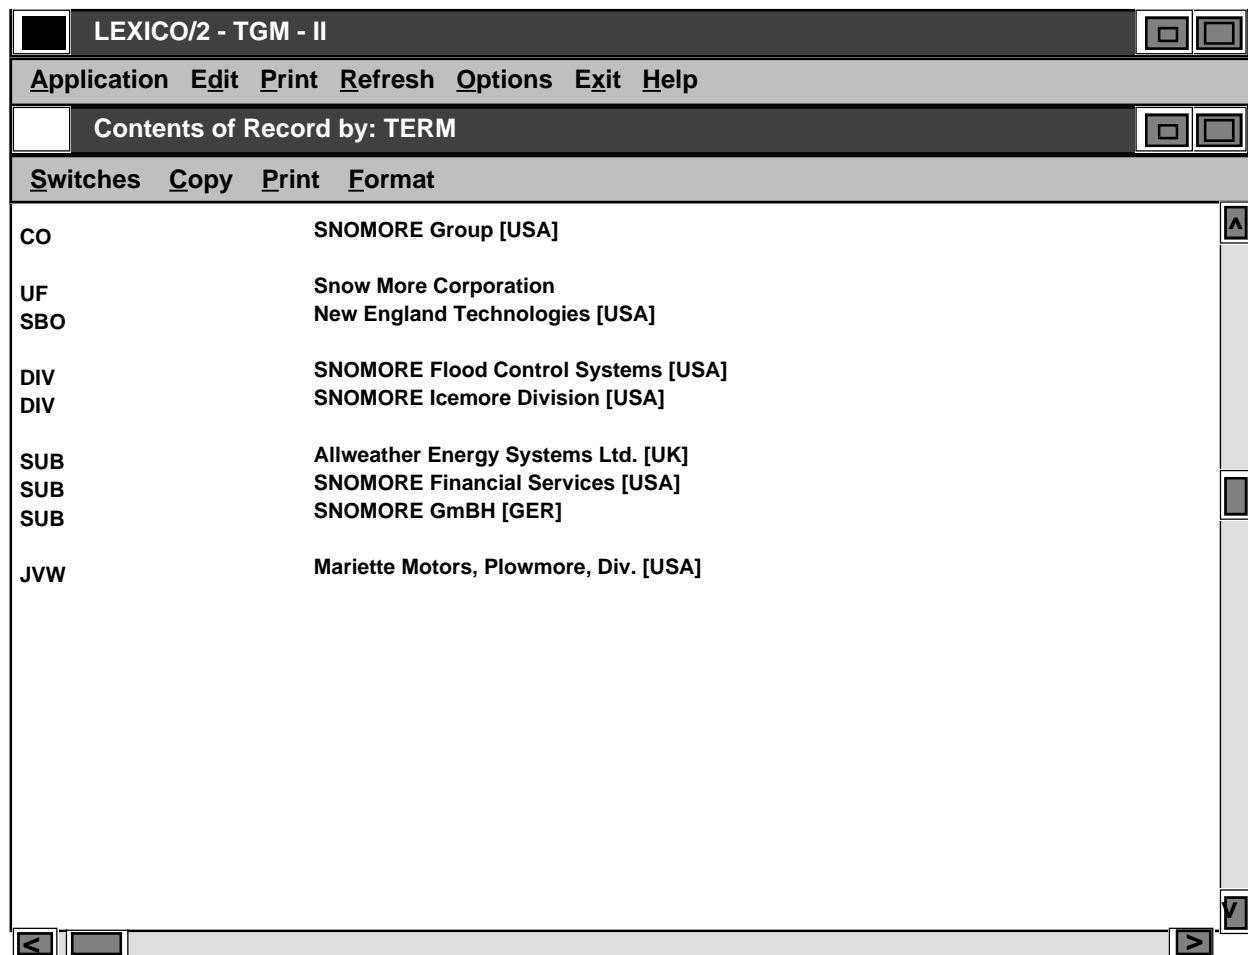 LEXICO/2 - TGM - II
Application Edit Print Refresh Options Exit Help
Contents of Record by: TERM
Switches Copy Print Format
CO SNOMORE Group [USA]
UF Snow More Corporation
SBO New England Technologies [USA]
DIV SNOMORE Flood Control Systems [USA]
DIV SNOMORE Icemore Division [USA]
SUB Allweather Energy Systems Ltd. [UK]
SUB SNOMORE Financial Services [USA]
SUB SNOMORE GmBH [GER]
JVW Mariette Motors, Plowmore, Div. [USA]